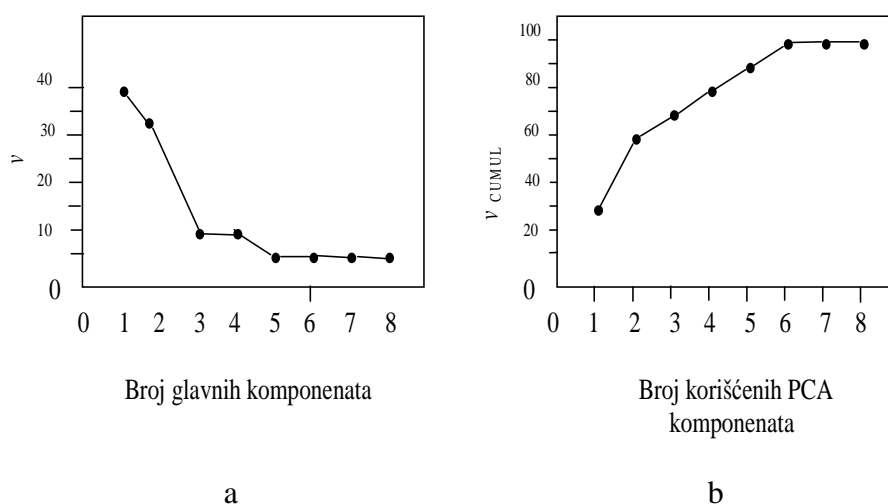 40
30
20
10
0
v
0 1 2 3 4 5 6 7 8
Broj glavnih komponenata
a
100
80
60
40
20
0
v CUMUL
0 1 2 3 4 5 6 7 8
Broj korišćenih PCA
komponenata
b